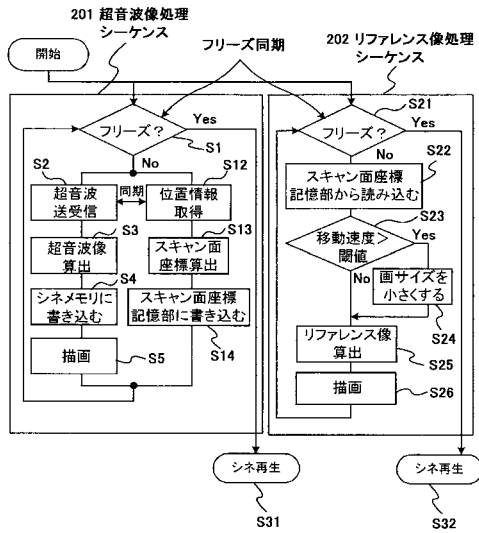 201 超音波像処理
シーケンス
フリーズ同期
202 リファレンス像処理
シーケンス
開始
フリーズ？
Yes
S1
No
S2
超音波
送受信
同期
S12
位置情報
取得
S3
超音波像
算出
S13
スキャン面
座標算出
S4
シネメモリに
書き込む
スキャン面座標
記憶部に書き込む
S14
描画
S5
シネ再生
S31
S21
フリーズ？
Yes
No
S22
スキャン面座標
記憶部から読み込む
S23
移動速度＞
閾値
Yes
No
画サイズを
小さくする
S24
リファレンス像
算出
S25
描画
S26
シネ再生
S32